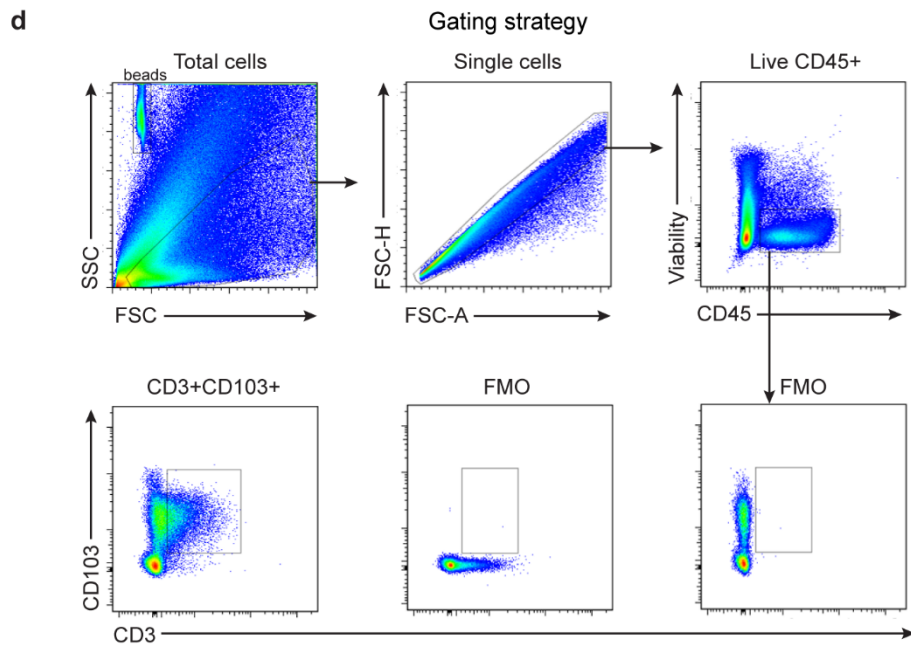 d
Gating strategy
Total cells
Single cells
Live CD45+
beads
SSC
FSC
FSC-H
FSC-A
Viability
CD45
CD3+CD103+
FMO
FMO
CD103
CD3